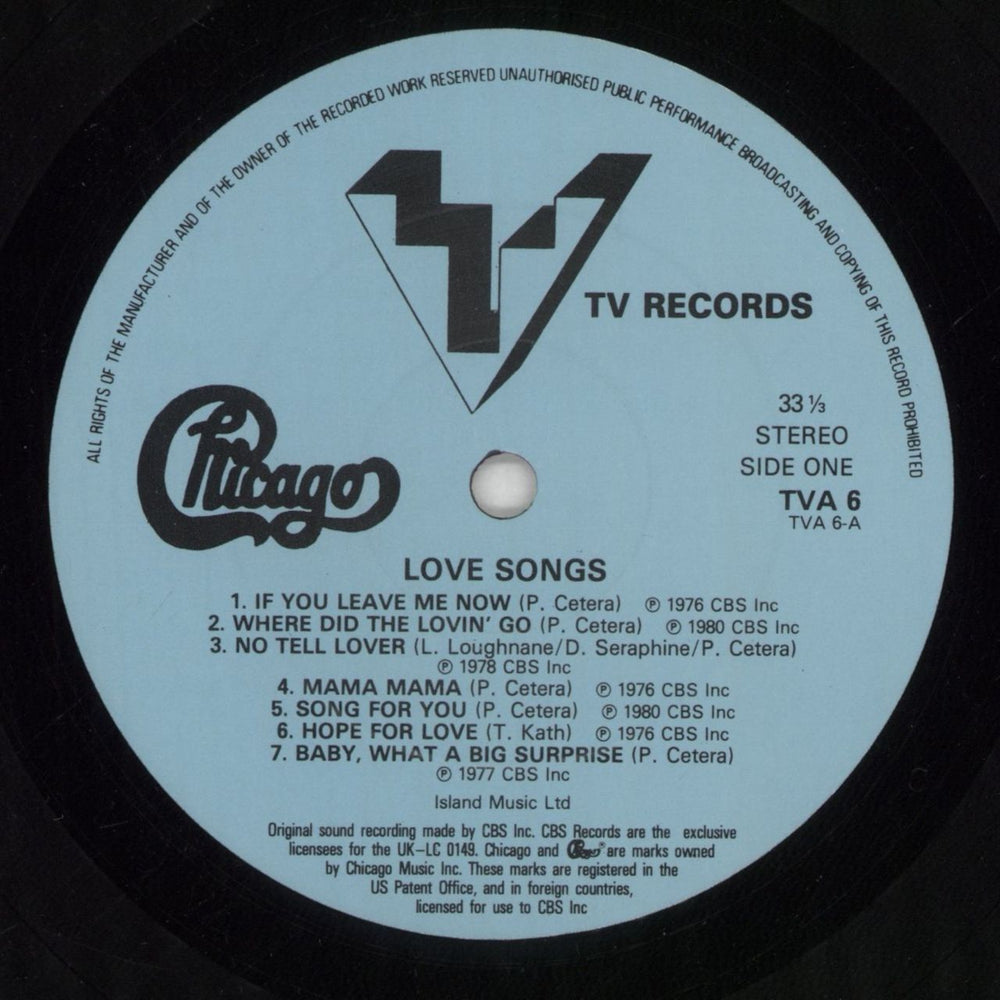 ALL RIGHTS OF THE MANUFACTURER AND OF THE OWNER OF THE RECORDED WORK RESERVED UNAUTHORISED PUBLIC PERFORMANCE BROADCASTING AND COPYING OF THIS RECORD PROHIBITED
TV RECORDS
Chicago
33 ⅓
STEREO
SIDE ONE
TVA 6
TVA 6-A
LOVE SONGS
1. IF YOU LEAVE ME NOW (P. Cetera) ℗ 1976 CBS Inc
2. WHERE DID THE LOVIN' GO (P. Cetera) ℗ 1980 CBS Inc
3. NO TELL LOVER (L. Loughnane/D. Seraphine/P. Cetera)
℗ 1978 CBS Inc
4. MAMA MAMA (P. Cetera) ℗ 1976 CBS Inc
5. SONG FOR YOU (P. Cetera) ℗ 1980 CBS Inc
6. HOPE FOR LOVE (T. Kath) ℗ 1976 CBS Inc
7. BABY, WHAT A BIG SURPRISE (P. Cetera)
℗ 1977 CBS Inc
Island Music Ltd
Original sound recording made by CBS Inc. CBS Records are the exclusive
licensees for the UK–LC 0149. Chicago and Chicago® are marks owned
by Chicago Music Inc. These marks are registered in the
US Patent Office, and in foreign countries,
licensed for use to CBS Inc